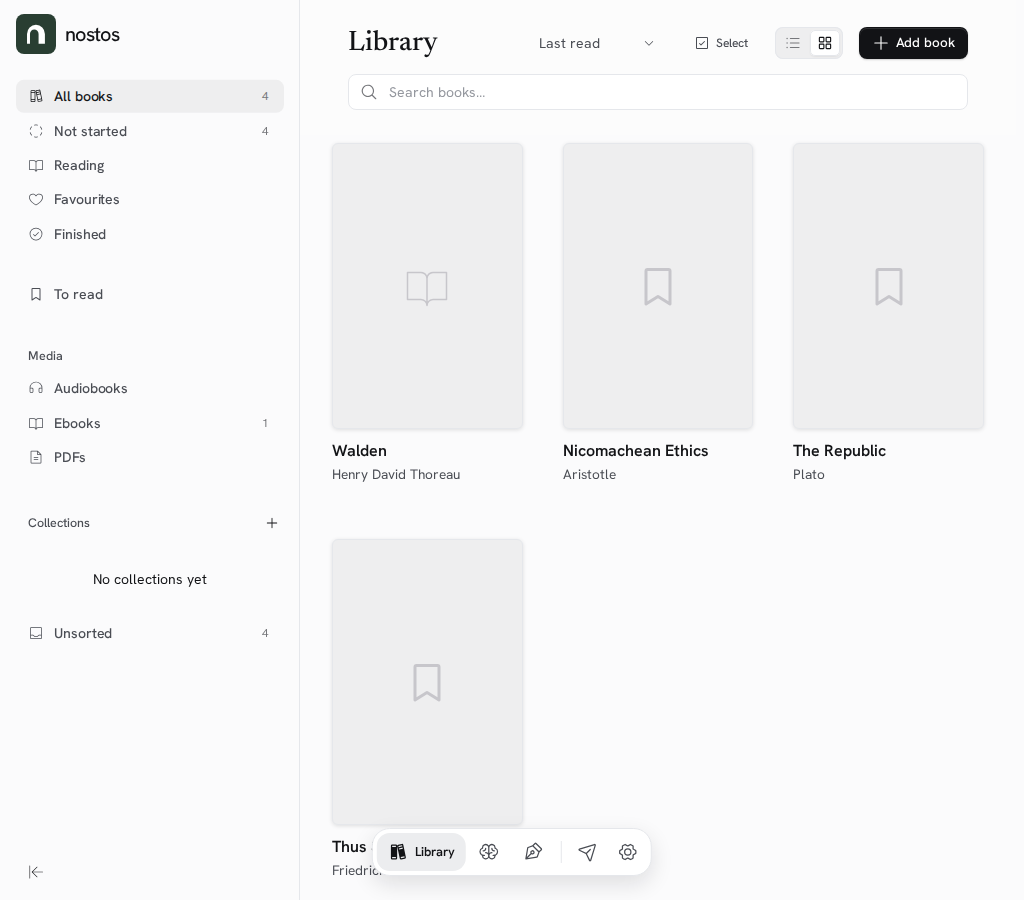 nostos
All books 4
Not started 4
Reading
Favourites
Finished
To read
Media
Audiobooks
Ebooks 1
PDFs
Collections
No collections yet
Unsorted 4
Library
Last read
Select
Add book
Search books...
Walden
Henry David Thoreau
Nicomachean Ethics
Aristotle
The Republic
Plato
Thus
Library